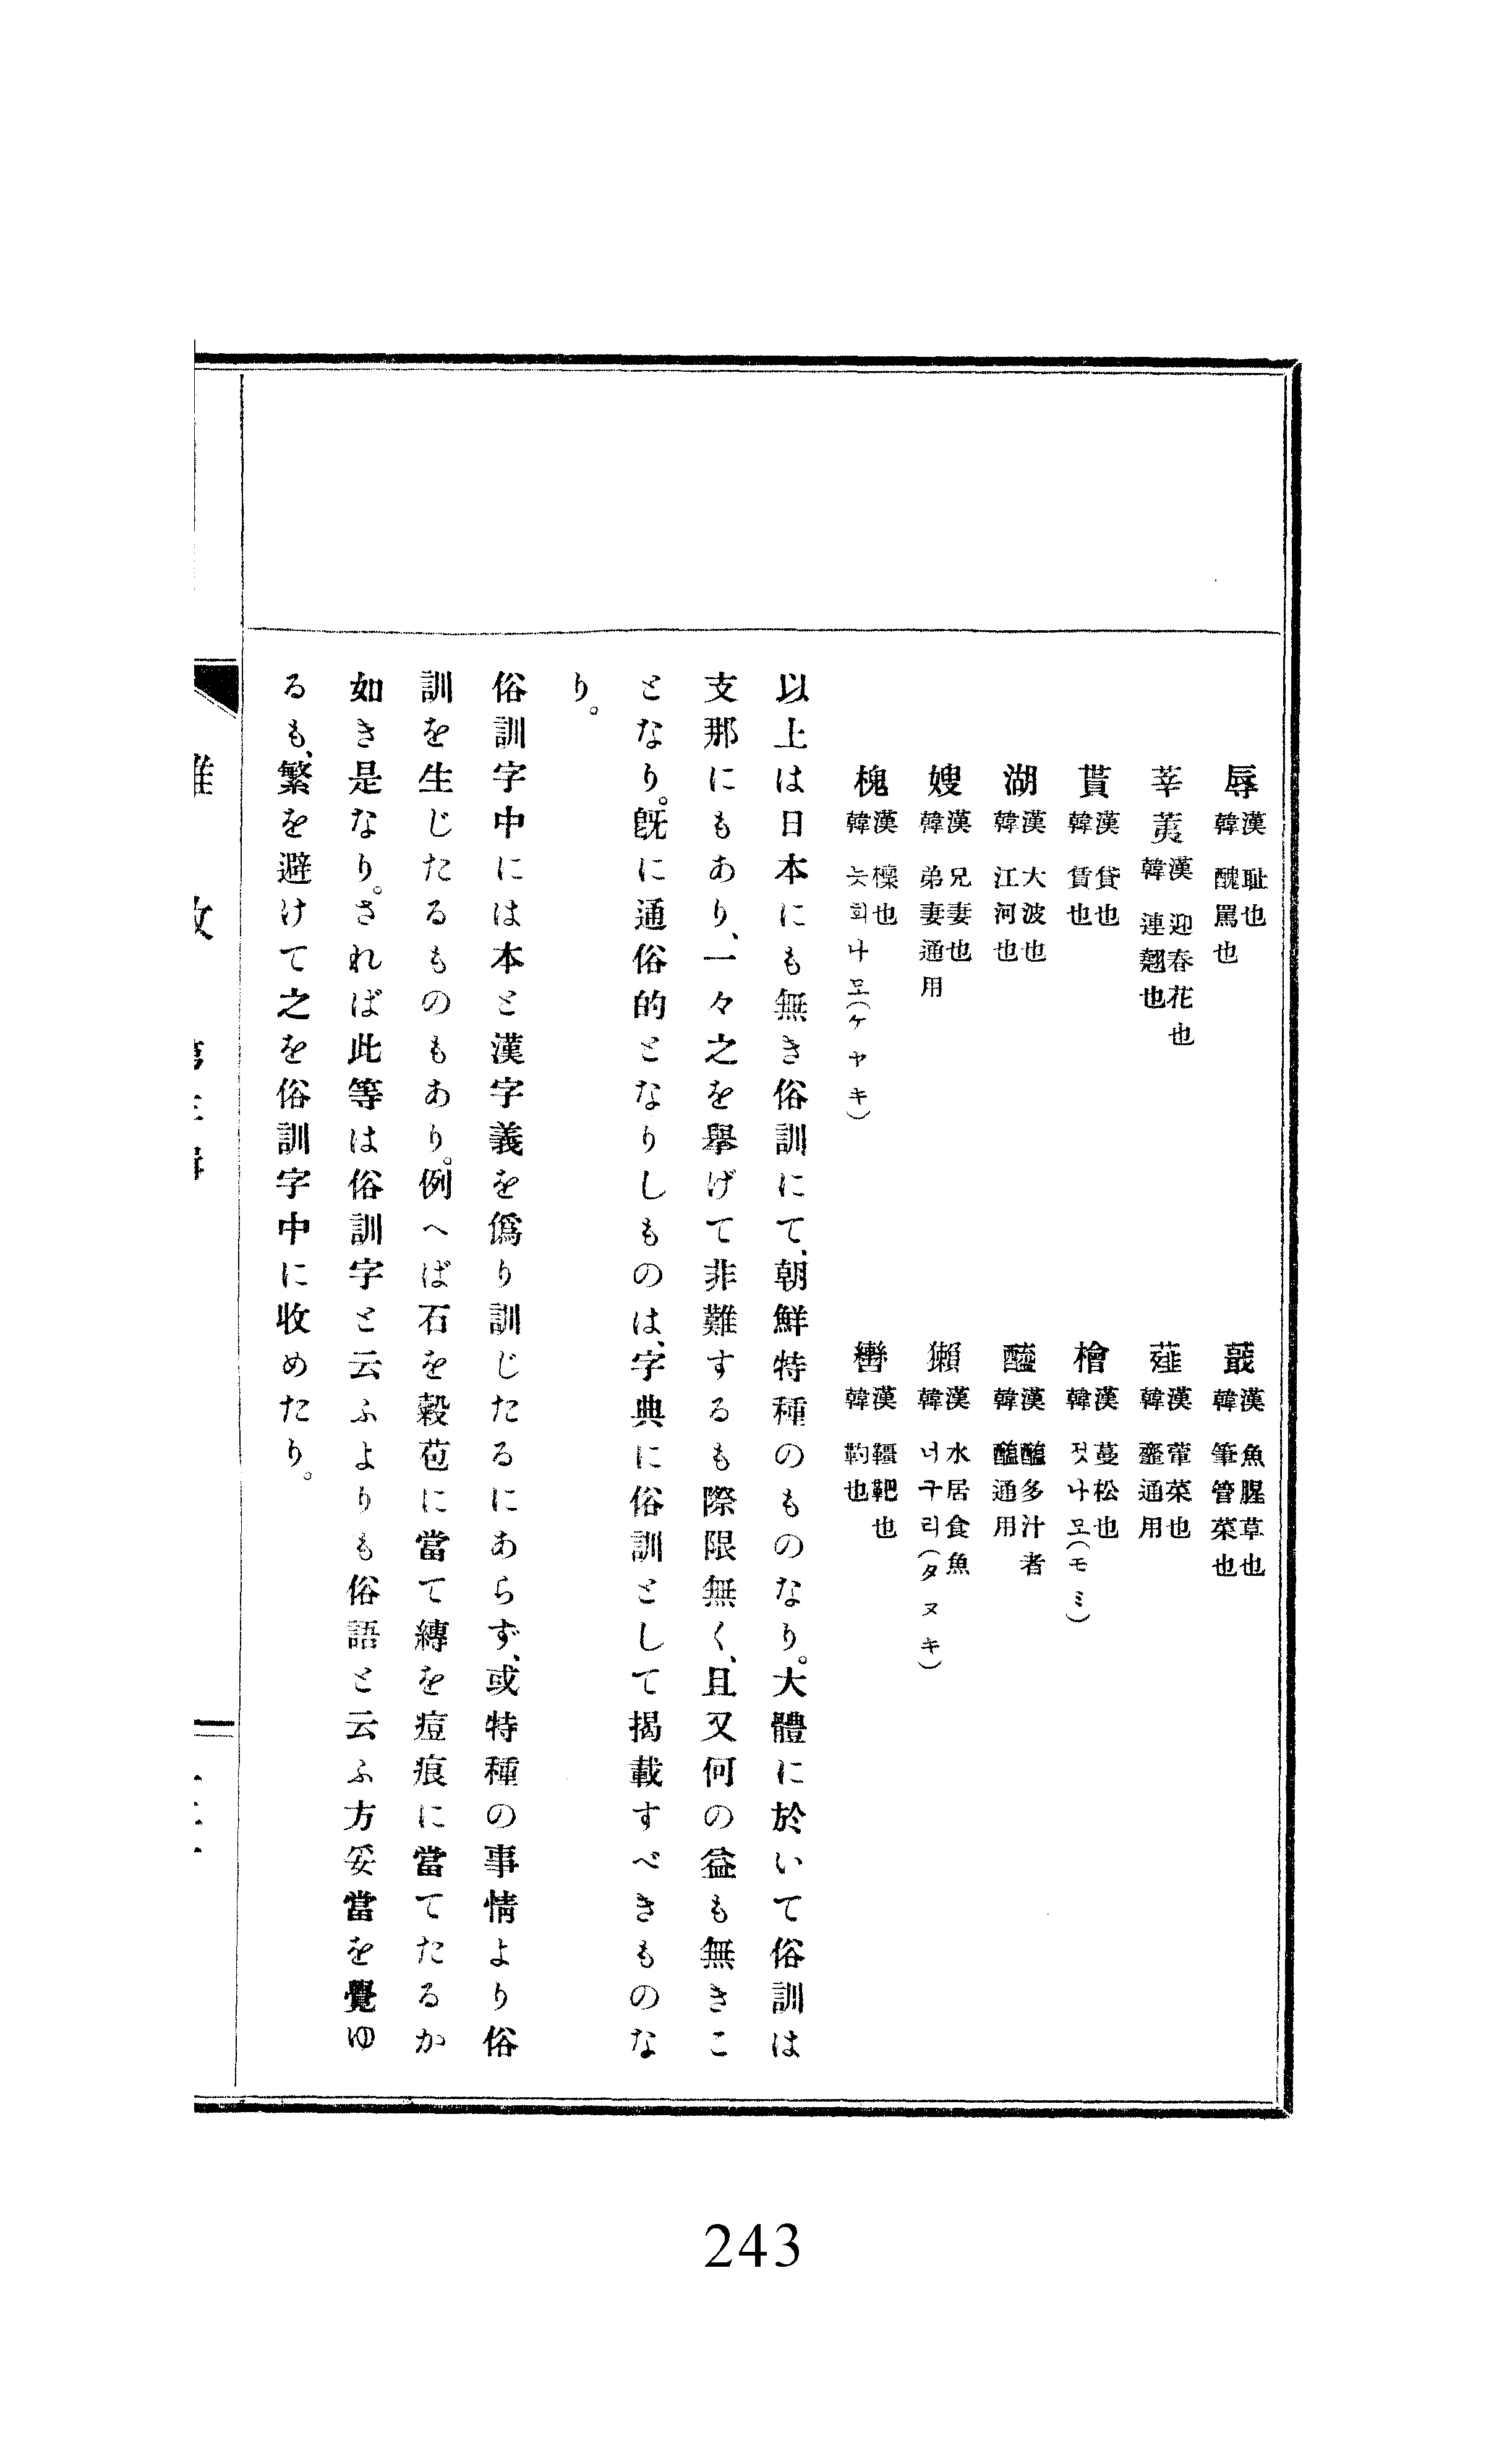 辱 漢 耻也 韓 醜罵也
蕺 漢 魚腥草也 韓 筆管菜也
莘荑 漢 迎春花也 韓 連翹也
薤 漢 葷菜也 韓 虀通用
貰 漢 貸也 韓 賃也
檜 漢 蔓松也 韓 젓나모(モミ)
湖 漢 大波也 韓 江河也
醢 漢 醢多汁者 韓 醢通用
嫂 漢 兄妻也 韓 弟妻通用
獺 漢 水居食魚 韓 너구리(タヌキ)
槐 漢 櫰也 韓 늣희나모(ケヤキ)
轡 漢 韁靶也 韓 靮也
以上は日本にも無き俗訓にて、朝鮮特種のものなり。大體に於いて俗訓は
支那にもあり、一々之を擧げて非難するも際限無く、且又何の益も無きこ
となり。既に通俗的となりしものは、字典に俗訓として揭載すべきものな
り。
俗訓字中には本と漢字義を僞り訓じたるにあらず、或特種の事情より俗
訓を生じたるものもあり。例へば石を穀苞に當て縛を痘痕に當てたるか
如き是なり。されば此等は俗訓字と云ふよりも俗語と云ふ方妥當を覺ゆ
るも、繁を避けて之を俗訓字中に收めたり。
243